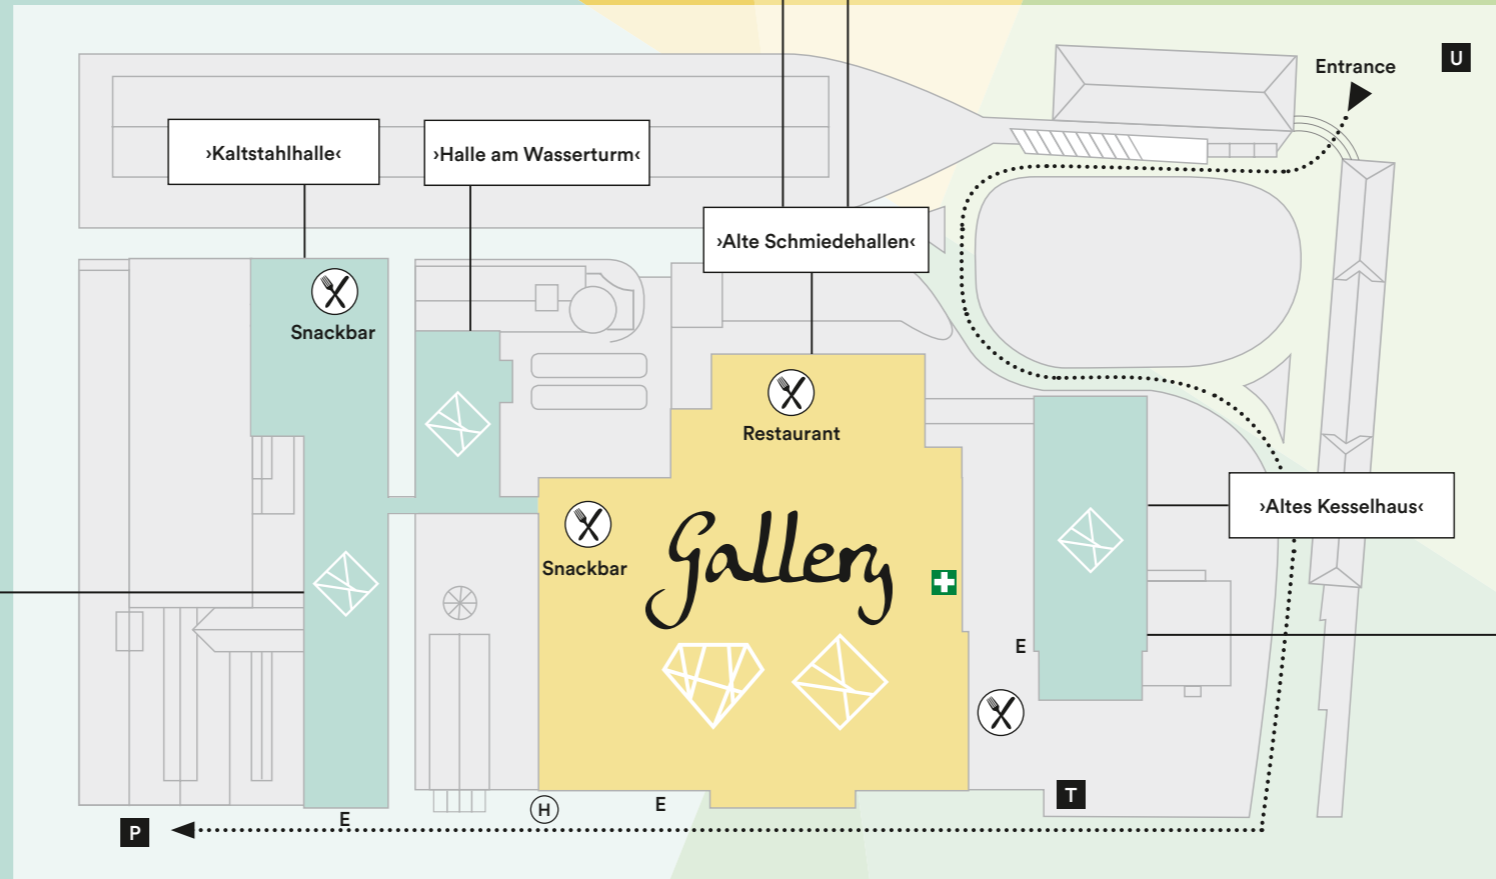 Entrance
U
›Kaltstahlhalle‹
›Halle am Wasserturm‹
›Alte Schmiedehallen‹
Snackbar
Restaurant
›Altes Kesselhaus‹
Snackbar
Gallery
E
T
E
H
E
P